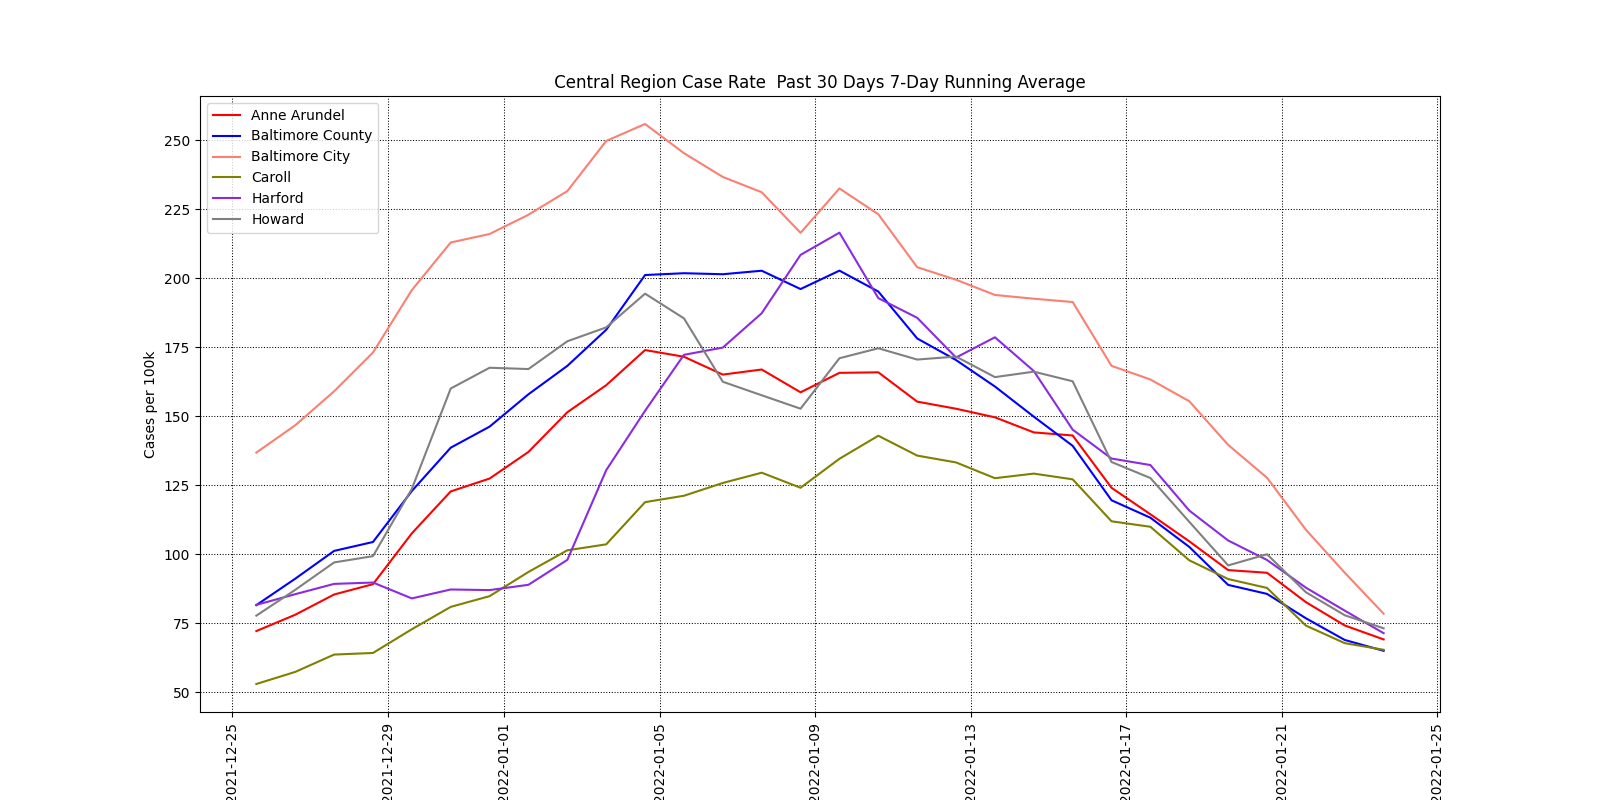 Central Region Case Rate  Past 30 Days 7-Day Running Average
Anne Arundel
Baltimore County
Baltimore City
Caroll
Harford
Howard
Cases per 100k
250
225
200
175
150
125
100
75
50
2021-12-25
2021-12-29
2022-01-01
2022-01-05
2022-01-09
2022-01-13
2022-01-17
2022-01-21
2022-01-25